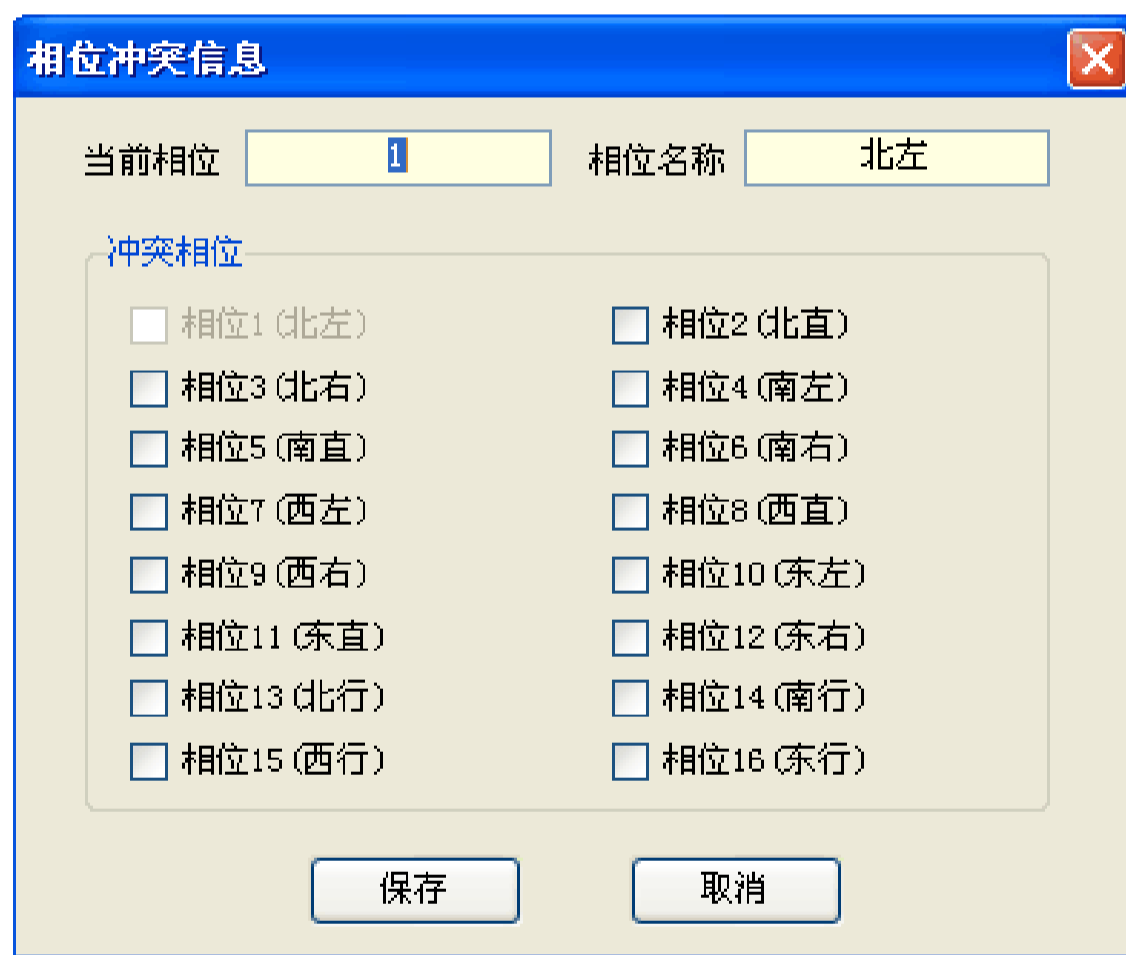 相位冲突信息
当前相位 1 相位名称 北左
冲突相位
相位1(北左) 相位2(北直)
相位3(北右) 相位4(南左)
相位5(南直) 相位6(南右)
相位7(西左) 相位8(西直)
相位9(西右) 相位10(东左)
相位11(东直) 相位12(东右)
相位13(北行) 相位14(南行)
相位15(西行) 相位16(东行)
保存 取消